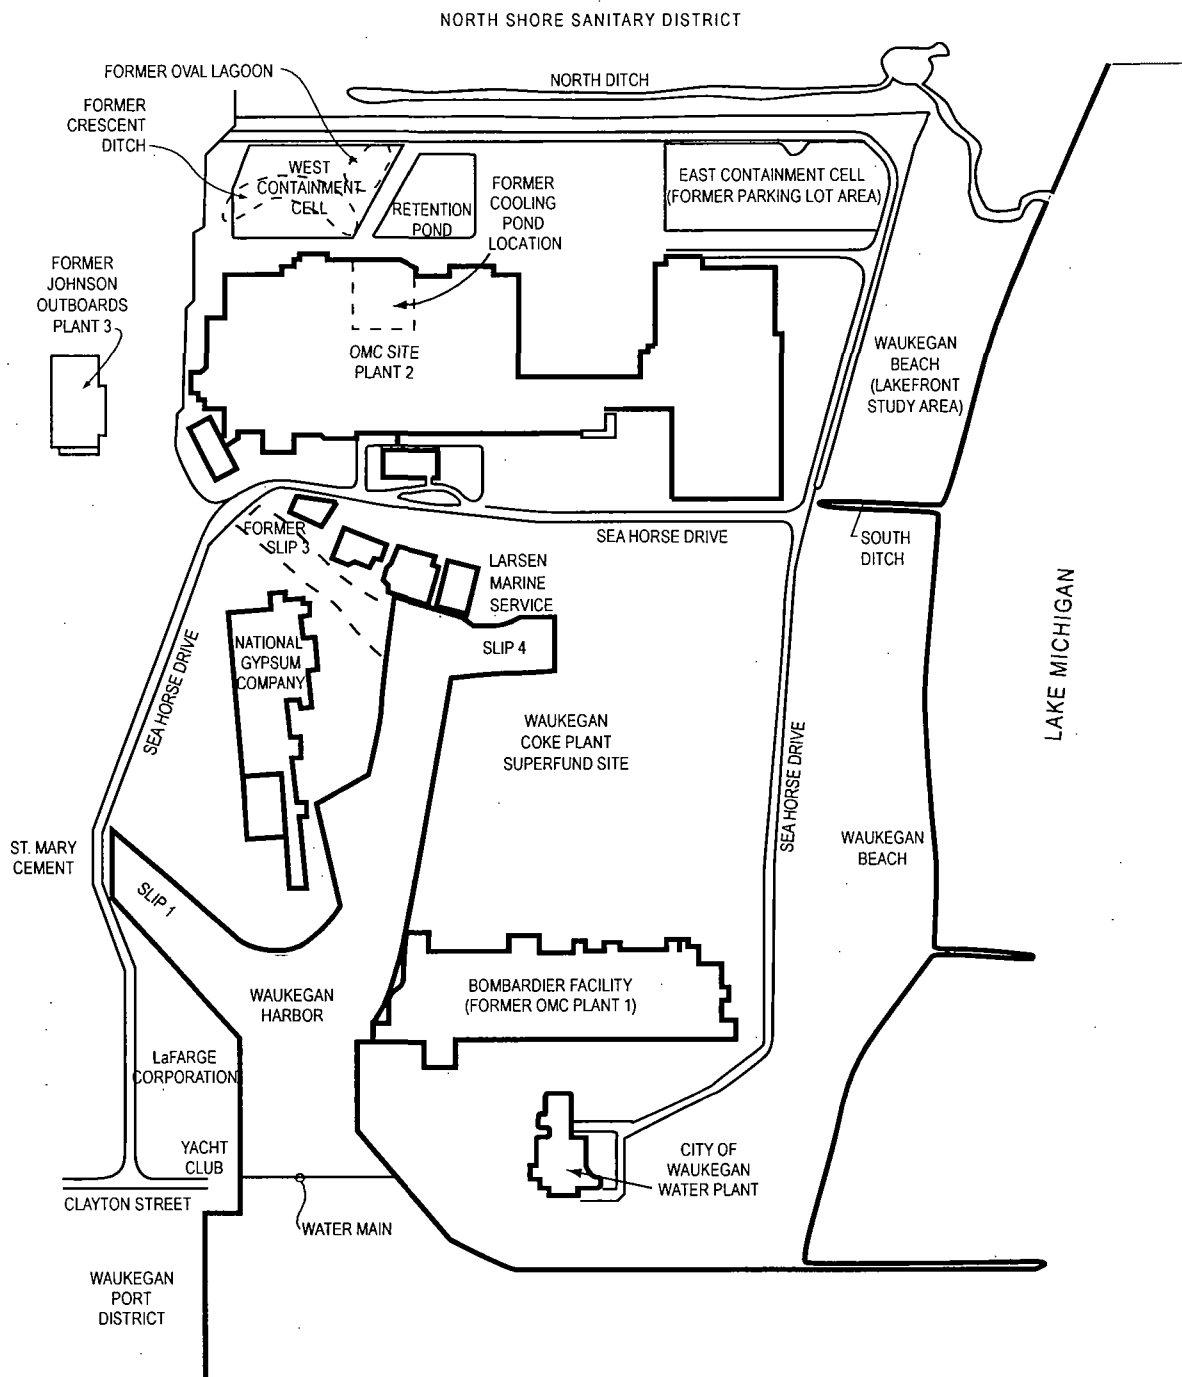 NORTH SHORE SANITARY DISTRICT
FORMER OVAL LAGOON
NORTH DITCH
FORMER
CRESCENT
DITCH
WEST
CONTAINMENT
CELL
RETENTION
POND
FORMER
COOLING
POND
LOCATION
EAST CONTAINMENT CELL
(FORMER PARKING LOT AREA)
FORMER
JOHNSON
OUTBOARDS
PLANT 3
OMC SITE
PLANT 2
WAUKEGAN
BEACH
(LAKEFRONT
STUDY AREA)
FORMER
SLIP 3
SEA HORSE DRIVE
SOUTH
DITCH
LARSEN
MARINE
SERVICE
SLIP 4
NATIONAL
GYPSUM
COMPANY
SEA HORSE DRIVE
LAKE MICHIGAN
WAUKEGAN
COKE PLANT
SUPERFUND SITE
SEA HORSE DRIVE
ST. MARY
CEMENT
WAUKEGAN
BEACH
SLIP 1
WAUKEGAN
HARBOR
BOMBARDIER FACILITY
(FORMER OMC PLANT 1)
LaFARGE
CORPORATION
YACHT
CLUB
CITY OF
WAUKEGAN
WATER PLANT
CLAYTON STREET
WATER MAIN
WAUKEGAN
PORT
DISTRICT